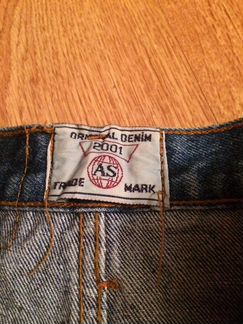 ORIGINAL DENIM
2001
AS
TRADE MARK